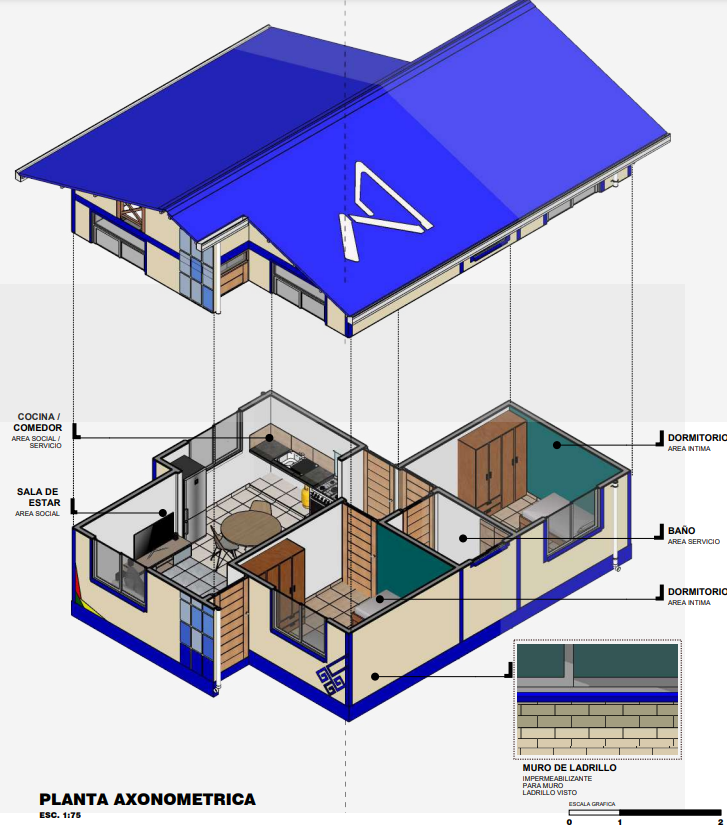 COCINA /
COMEDOR
AREA SOCIAL /
SERVICIO
SALA DE
ESTAR
AREA SOCIAL
DORMITORIO
AREA INTIMA
BAÑO
AREA SERVICIO
DORMITORIO
AREA INTIMA
MURO DE LADRILLO
IMPERMEABILIZANTE
PARA MURO
LADRILLO VISTO
PLANTA AXONOMETRICA
ESC. 1:75
ESCALA GRAFICA
0 1 2